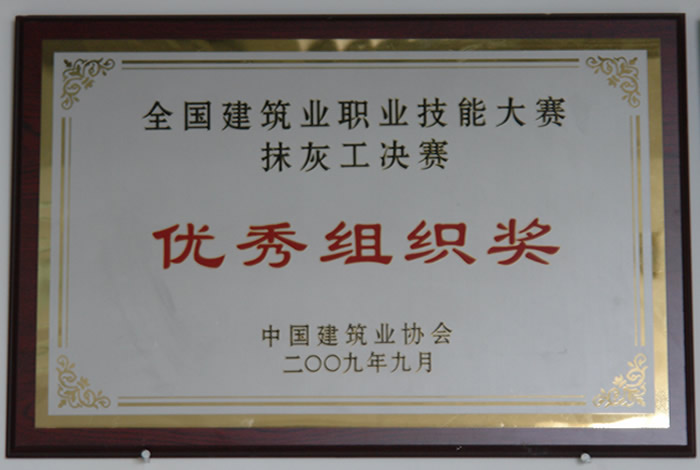 全国建筑业职业技能大赛
抹灰工决赛
优秀组织奖
中国建筑业协会
二〇〇九年九月